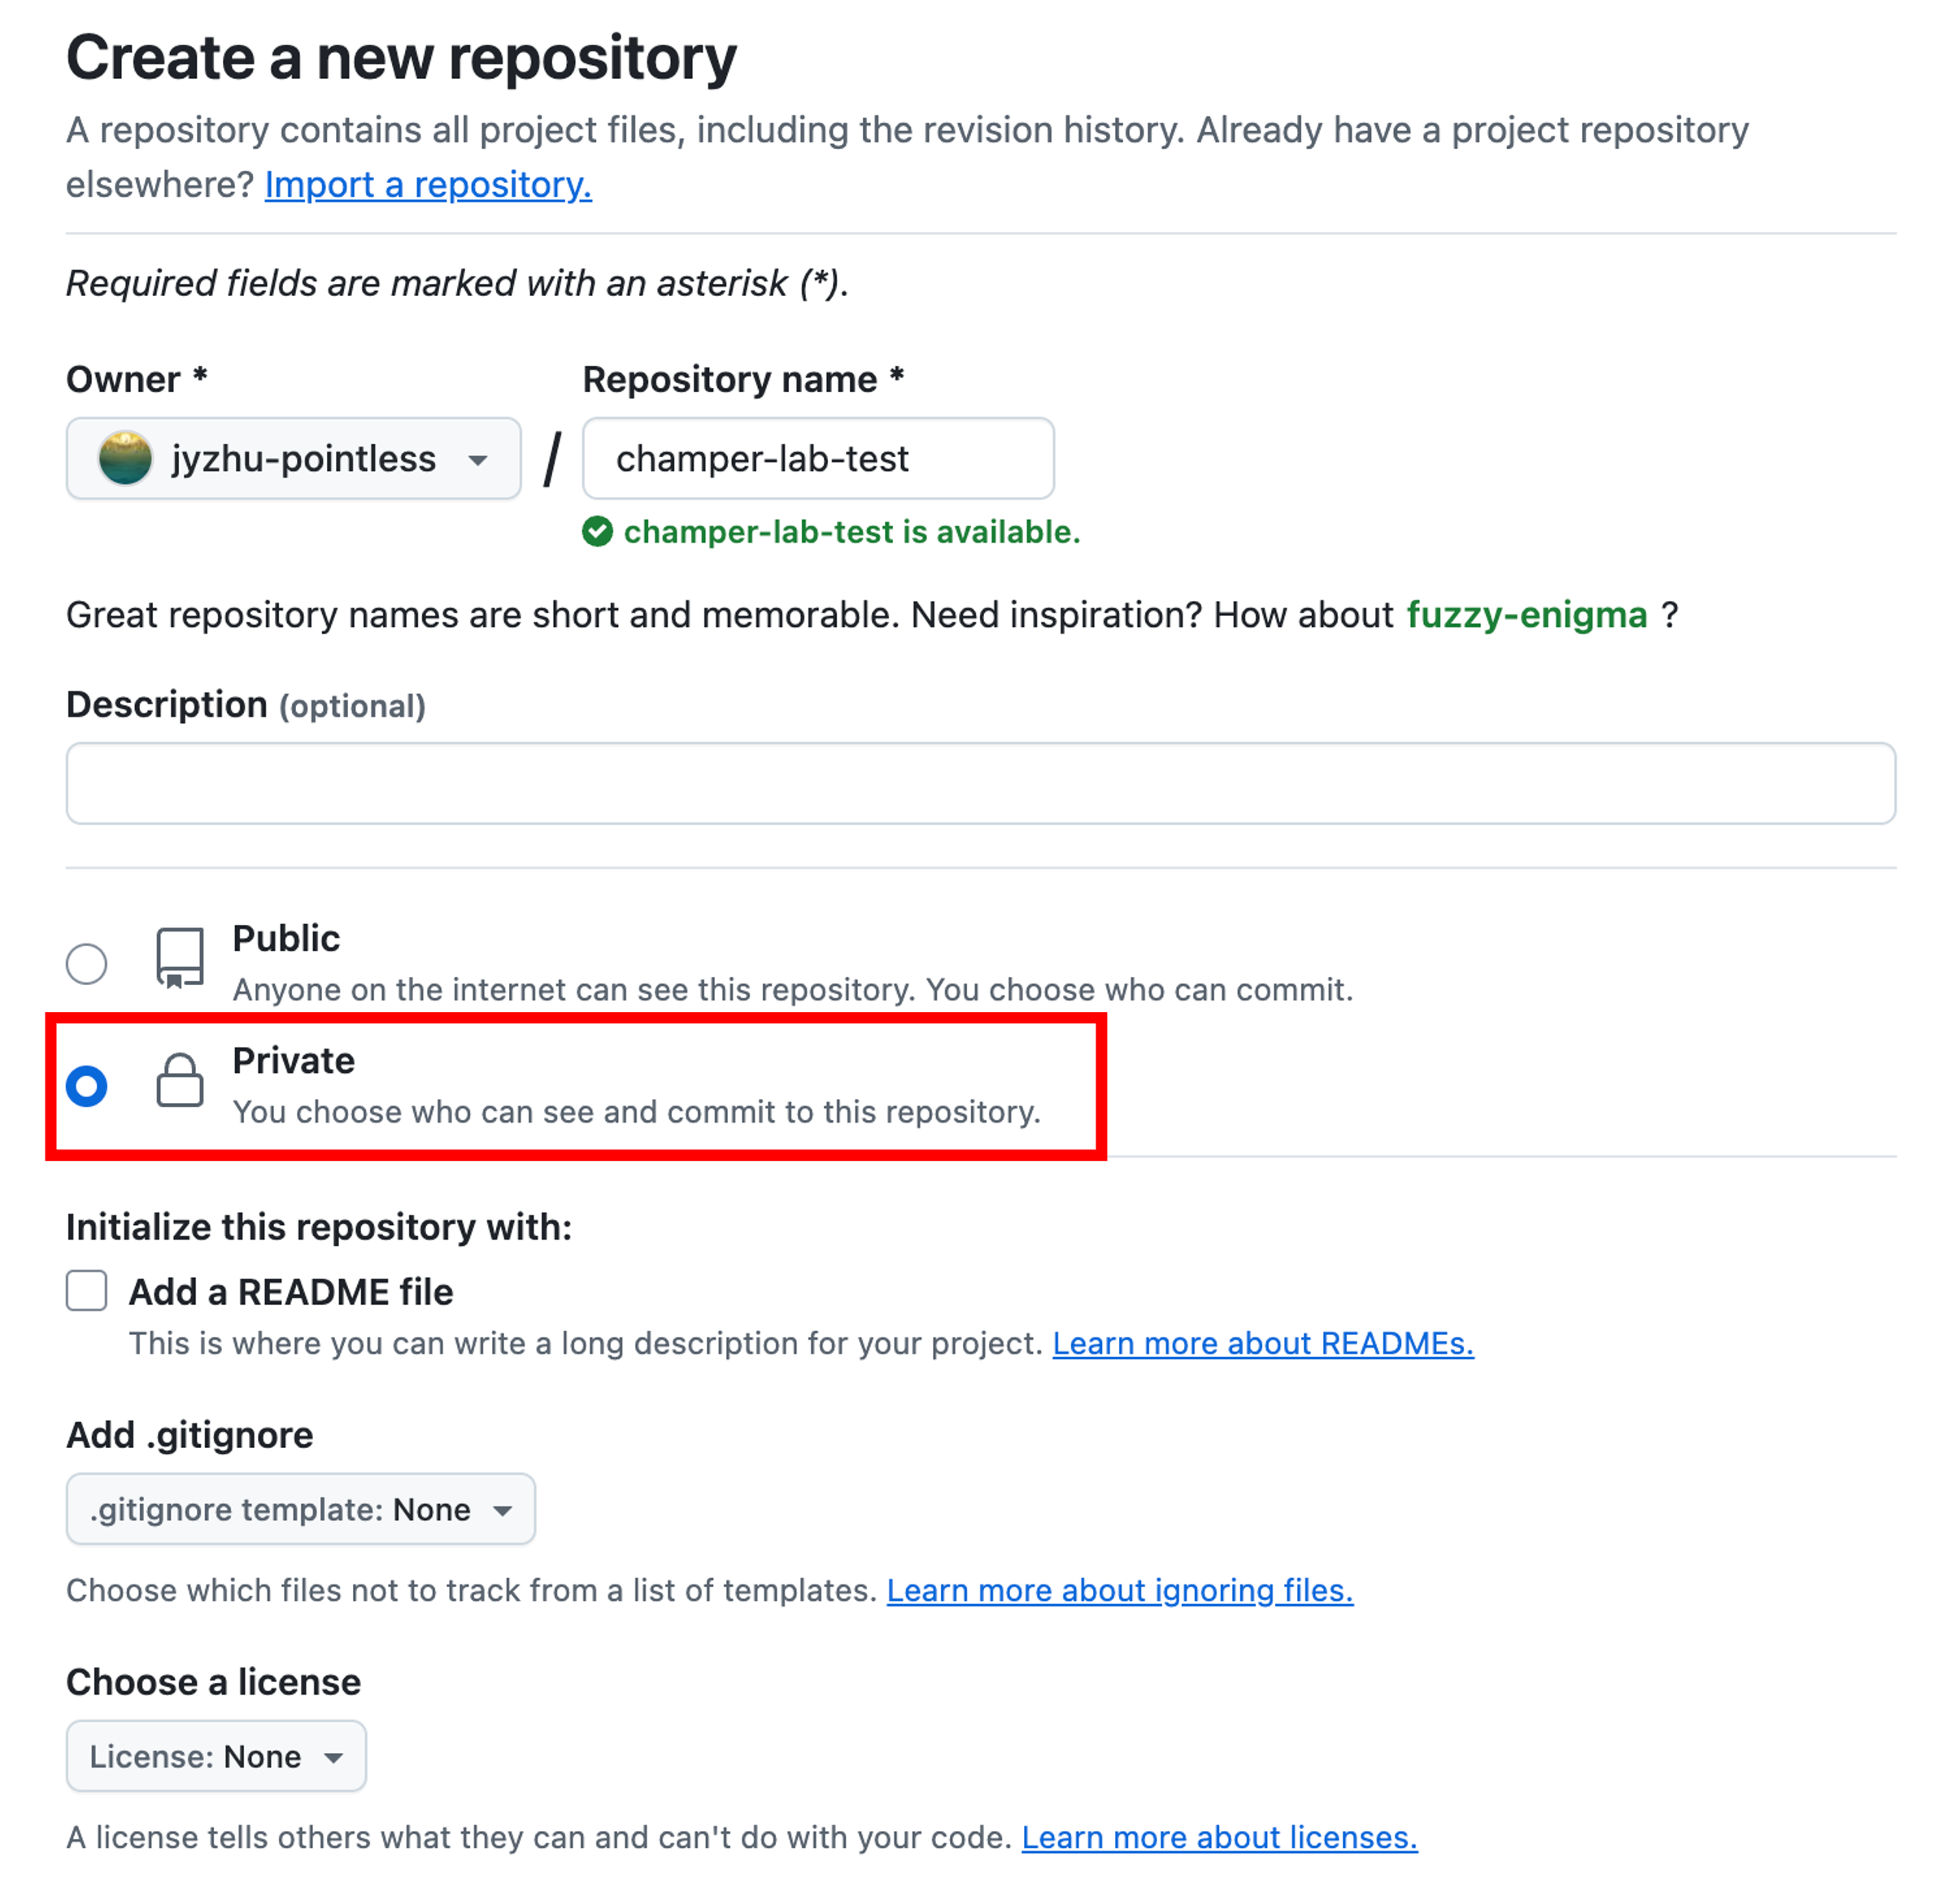 Create a new repository
A repository contains all project files, including the revision history. Already have a project repository
elsewhere? Import a repository.
Required fields are marked with an asterisk (*).
Owner * Repository name *
jyzhu-pointless / champer-lab-test
champer-lab-test is available.
Great repository names are short and memorable. Need inspiration? How about fuzzy-enigma ?
Description (optional)
Public
Anyone on the internet can see this repository. You choose who can commit.
Private
You choose who can see and commit to this repository.
Initialize this repository with:
Add a README file
This is where you can write a long description for your project. Learn more about READMEs.
Add .gitignore
.gitignore template: None
Choose which files not to track from a list of templates. Learn more about ignoring files.
Choose a license
License: None
A license tells others what they can and can't do with your code. Learn more about licenses.